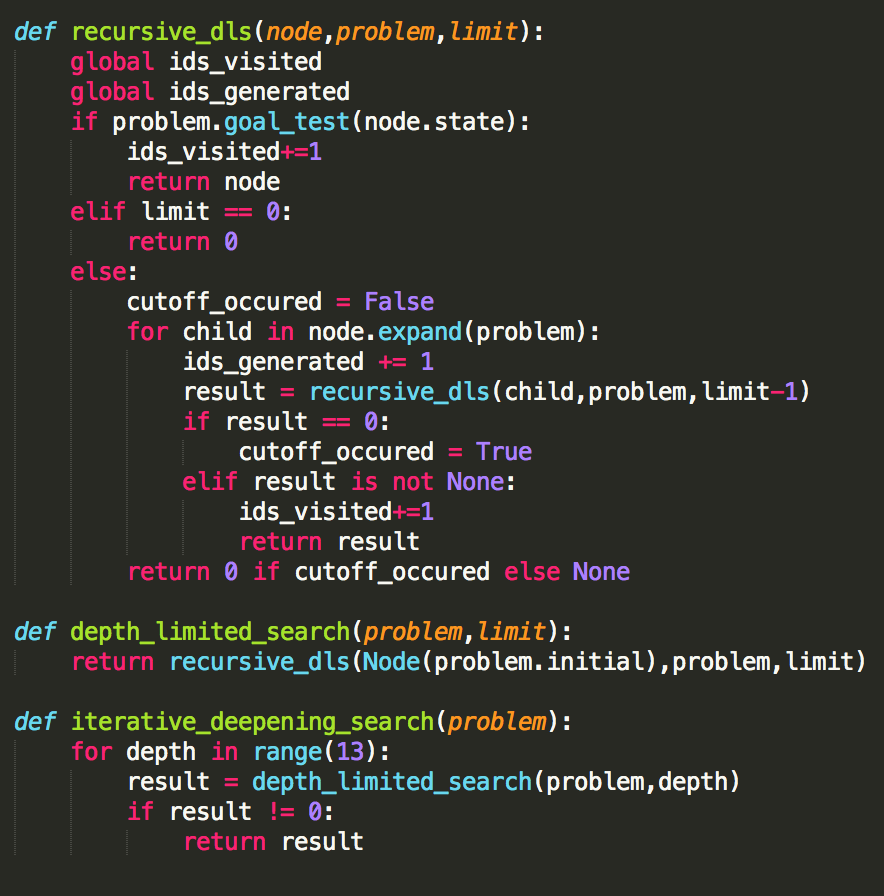 def recursive_dls(node,problem,limit):
    global ids_visited
    global ids_generated
    if problem.goal_test(node.state):
        ids_visited+=1
        return node
    elif limit == 0:
        return 0
    else:
        cutoff_occured = False
        for child in node.expand(problem):
            ids_generated += 1
            result = recursive_dls(child,problem,limit-1)
            if result == 0:
                cutoff_occured = True
            elif result is not None:
                ids_visited+=1
                return result
        return 0 if cutoff_occured else None

def depth_limited_search(problem,limit):
    return recursive_dls(Node(problem.initial),problem,limit)

def iterative_deepening_search(problem):
    for depth in range(13):
        result = depth_limited_search(problem,depth)
        if result != 0:
            return result